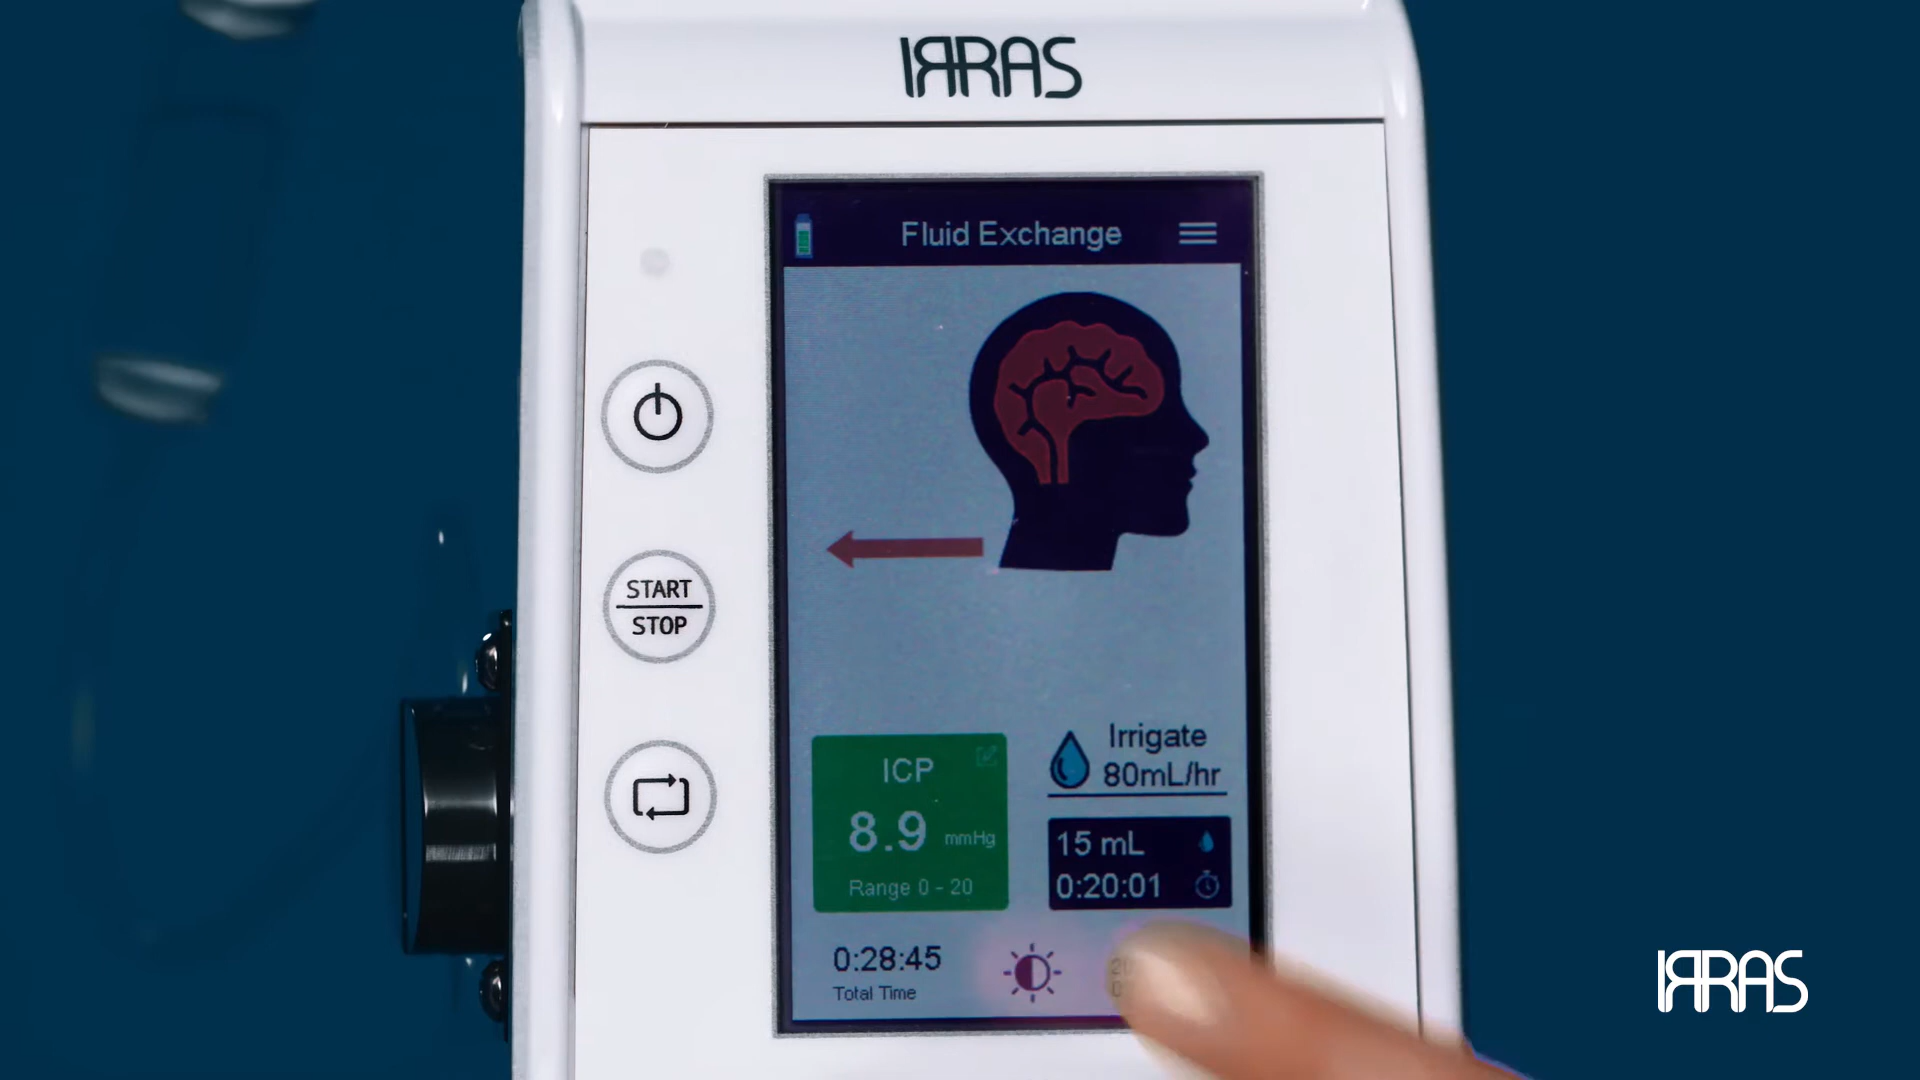 IRRAS
Fluid Exchange
START
STOP
Irrigate
80mL/hr
ICP
8.9 mmHg
Range 0 - 20
15 mL
0:20:01
0:28:45
Total Time
IRRAS